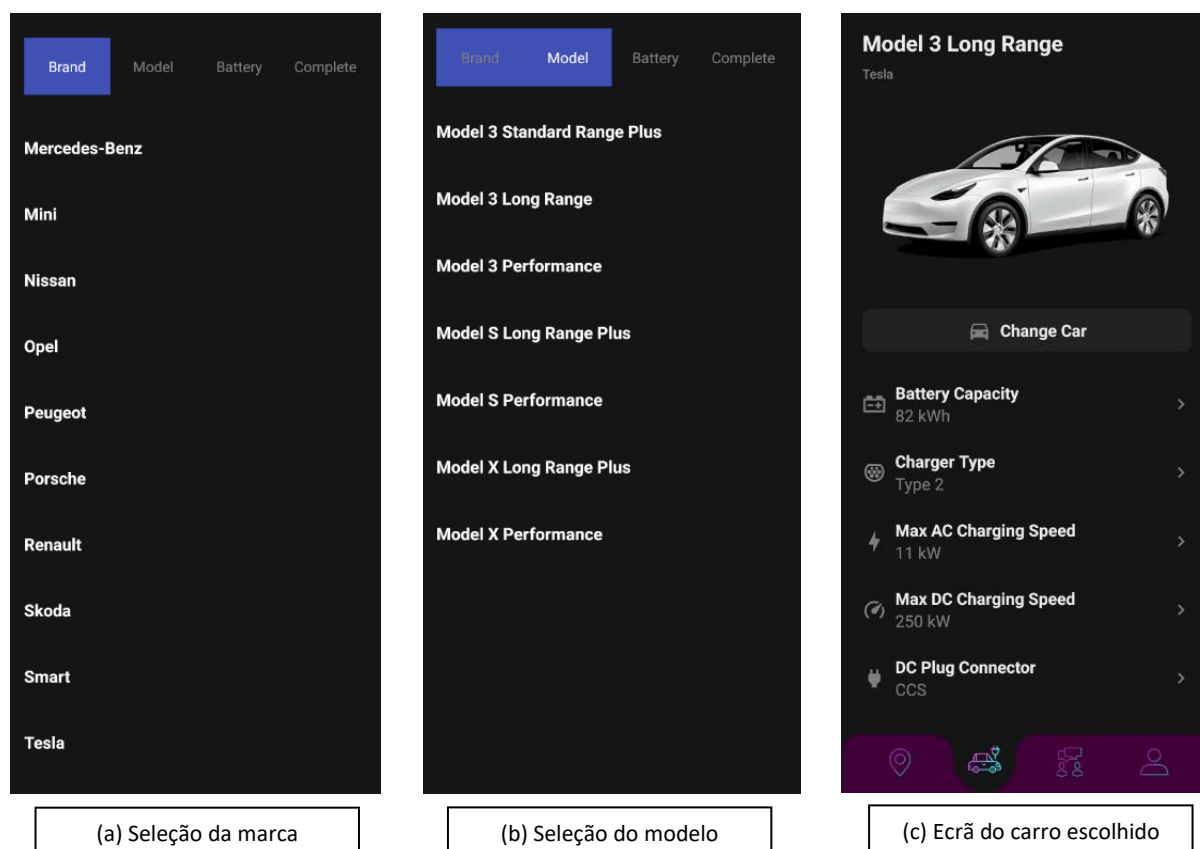 Brand Model Battery Complete
Mercedes-Benz
Mini
Nissan
Opel
Peugeot
Porsche
Renault
Skoda
Smart
Tesla
(a) Seleção da marca
Brand Model Battery Complete
Model 3 Standard Range Plus
Model 3 Long Range
Model 3 Performance
Model S Long Range Plus
Model S Performance
Model X Long Range Plus
Model X Performance
(b) Seleção do modelo
Model 3 Long Range
Tesla
Change Car
Battery Capacity
82 kWh
Charger Type
Type 2
Max AC Charging Speed
11 kW
Max DC Charging Speed
250 kW
DC Plug Connector
CCS
(c) Ecrã do carro escolhido